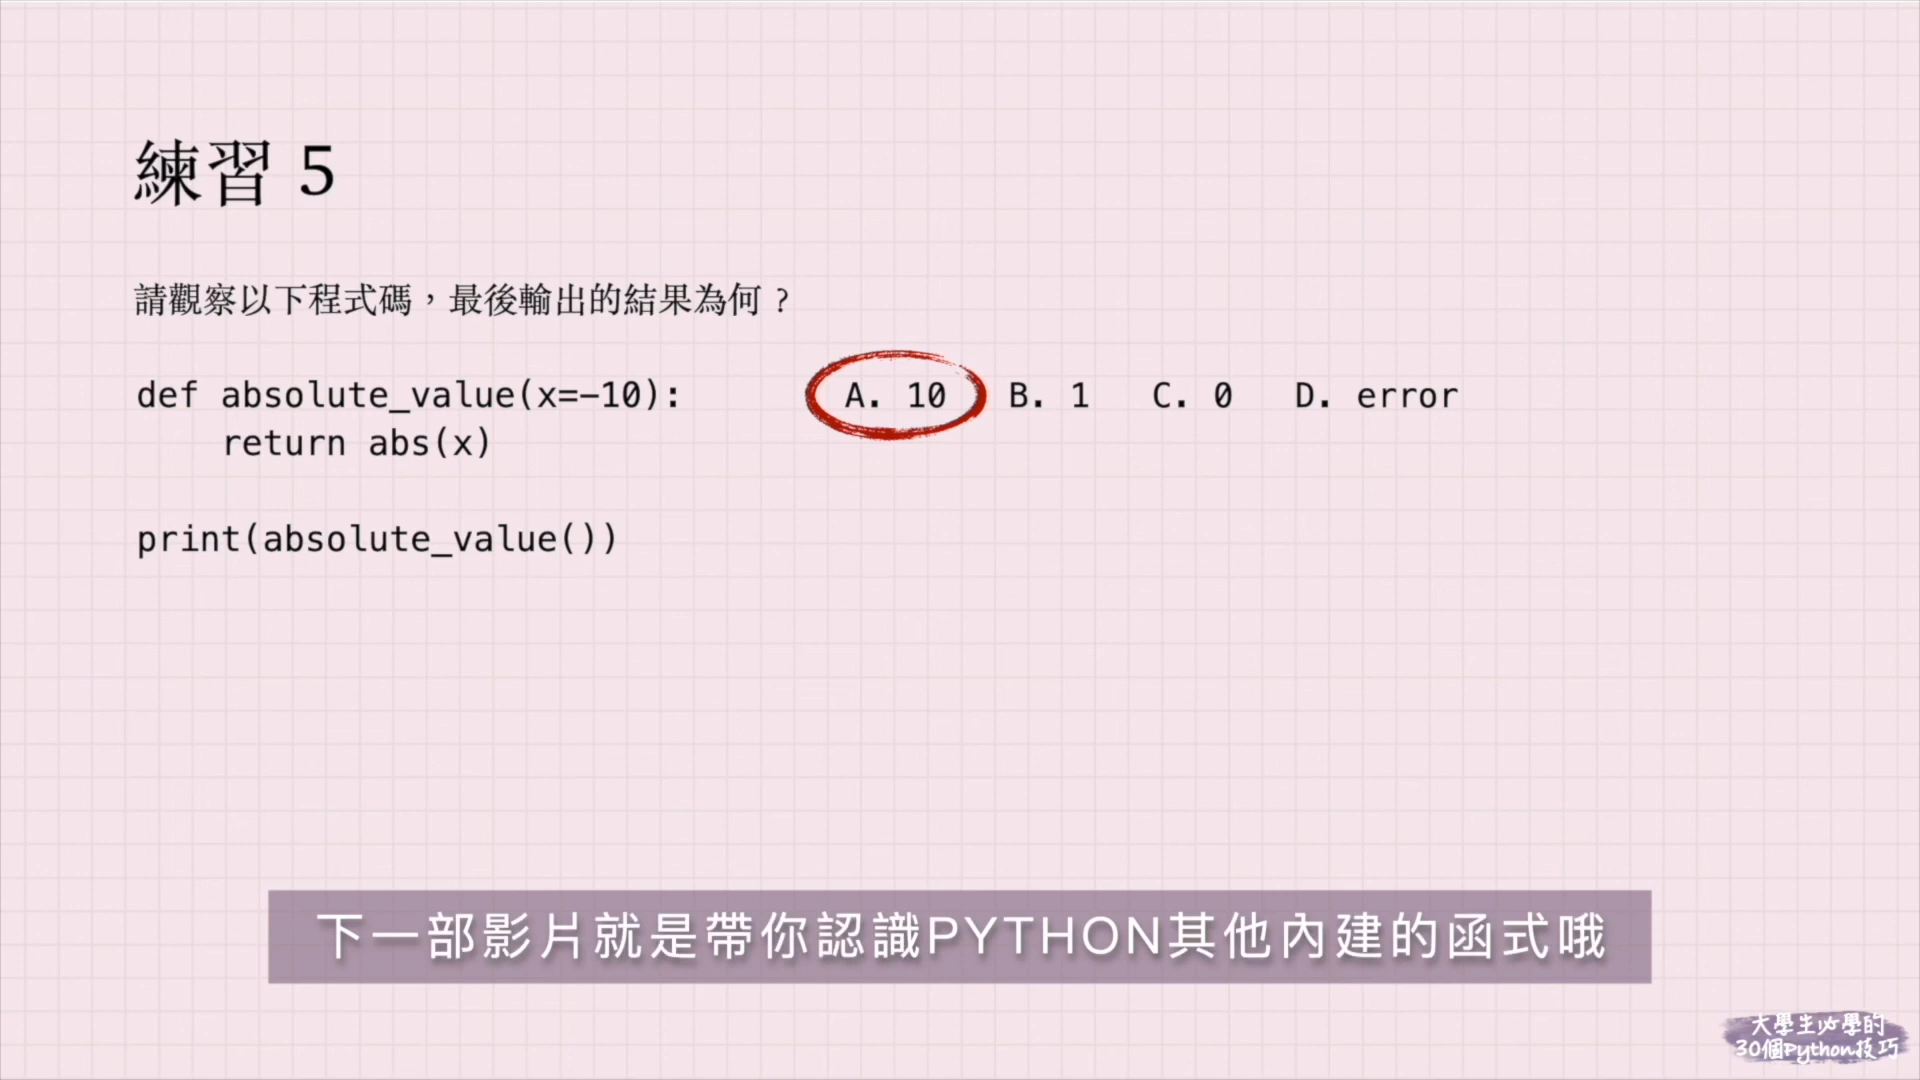 練習 5
請觀察以下程式碼，最後輸出的結果為何？
def absolute_value(x=-10):
    return abs(x)
print(absolute_value())
A. 10   B. 1   C. 0   D. error
下一部影片就是帶你認識PYTHON其他內建的函式哦
大學生必學的
30個Python技巧